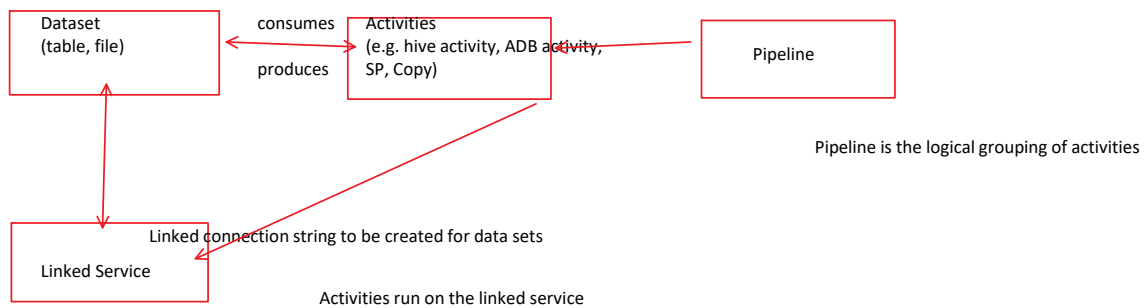 Dataset
(table, file)
consumes
produces
Activities
(e.g. hive activity, ADB activity,
SP, Copy)
Pipeline
Pipeline is the logical grouping of activities
Linked connection string to be created for data sets
Linked Service
Activities run on the linked service